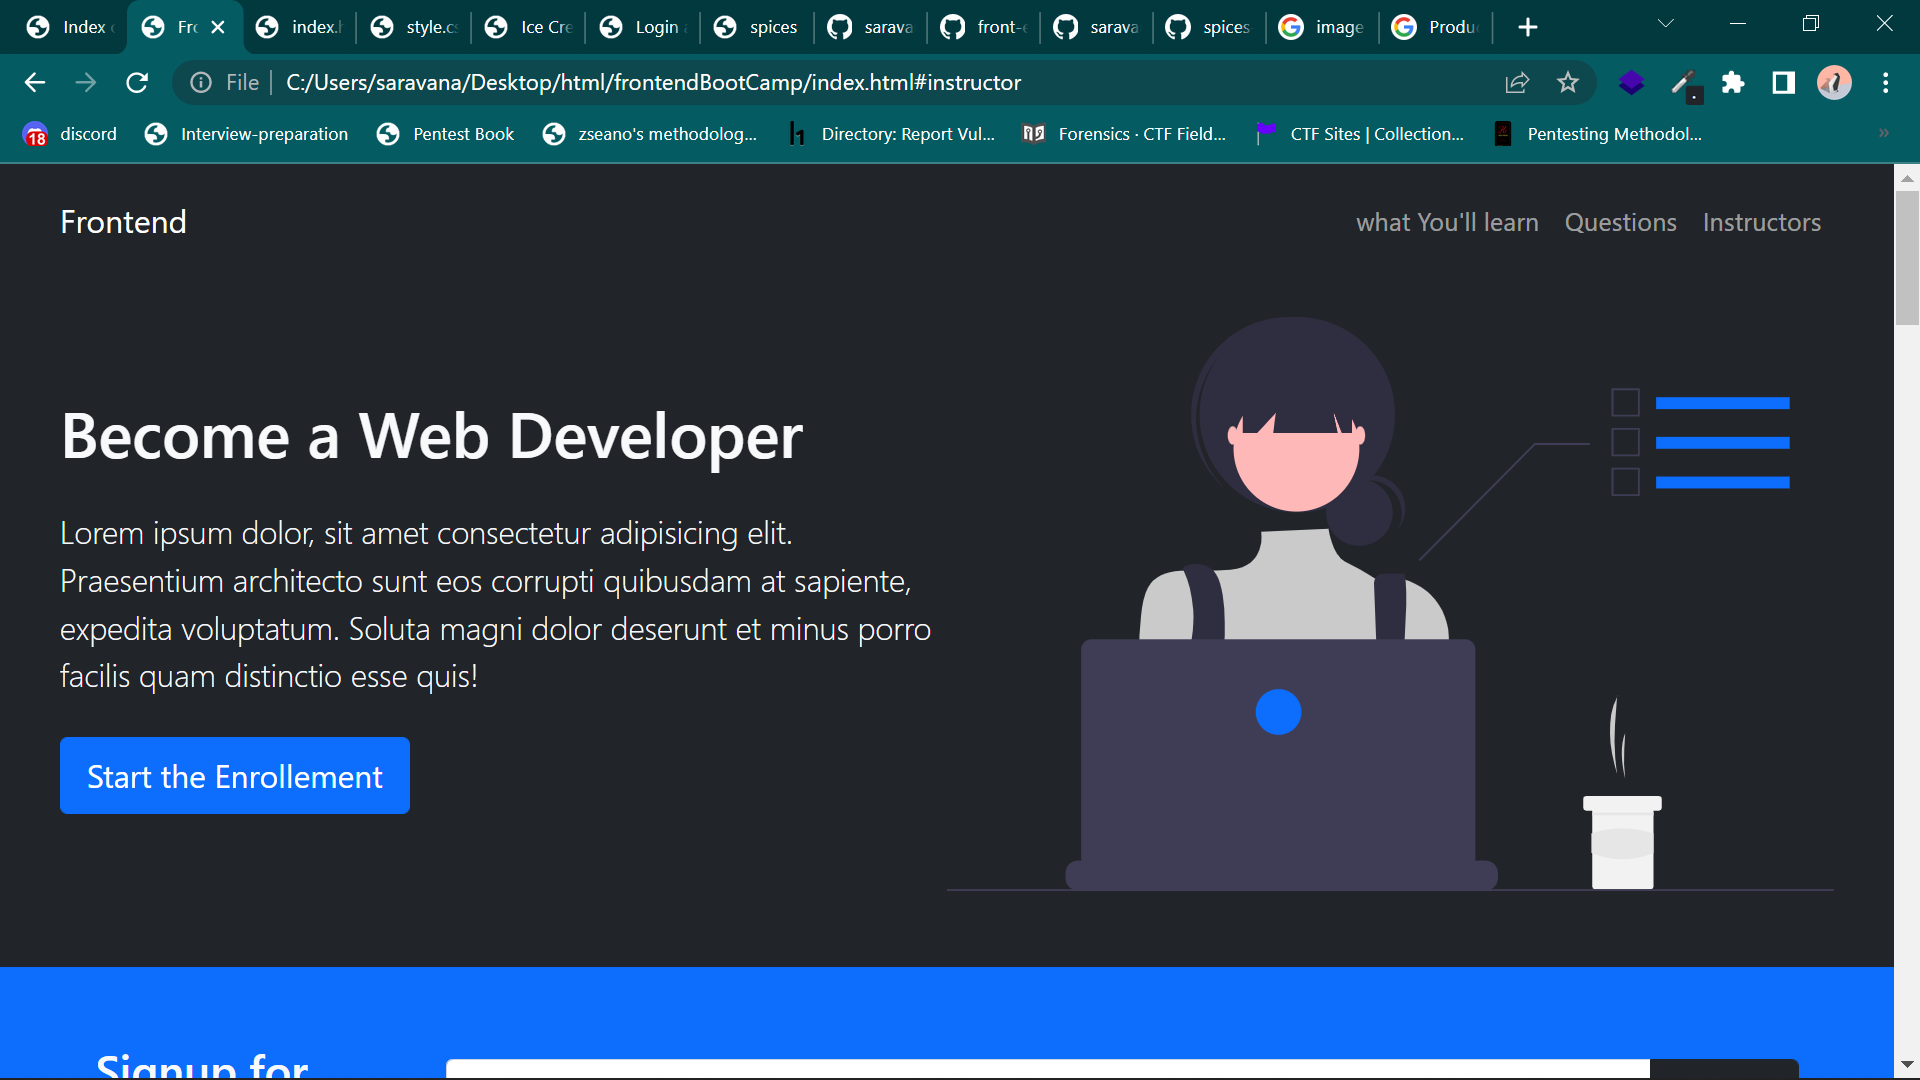 Index
Fr
index.h
style.cs
Ice Cre
Login
spices
sarava
front-e
sarava
spices-
image
Produ
File
C:/Users/saravana/Desktop/html/frontendBootCamp/index.html#instructor
18
discord
Interview-preparation
Pentest Book
zseano's methodolog...
h1
Directory: Report Vul...
Forensics · CTF Field...
CTF Sites | Collection...
Pentesting Methodol...
»
Frontend
what You'll learn
Questions
Instructors
Become a Web Developer
Lorem ipsum dolor, sit amet consectetur adipisicing elit.
Praesentium architecto sunt eos corrupti quibusdam at sapiente,
expedita voluptatum. Soluta magni dolor deserunt et minus porro
facilis quam distinctio esse quis!
Start the Enrollement
Signup for